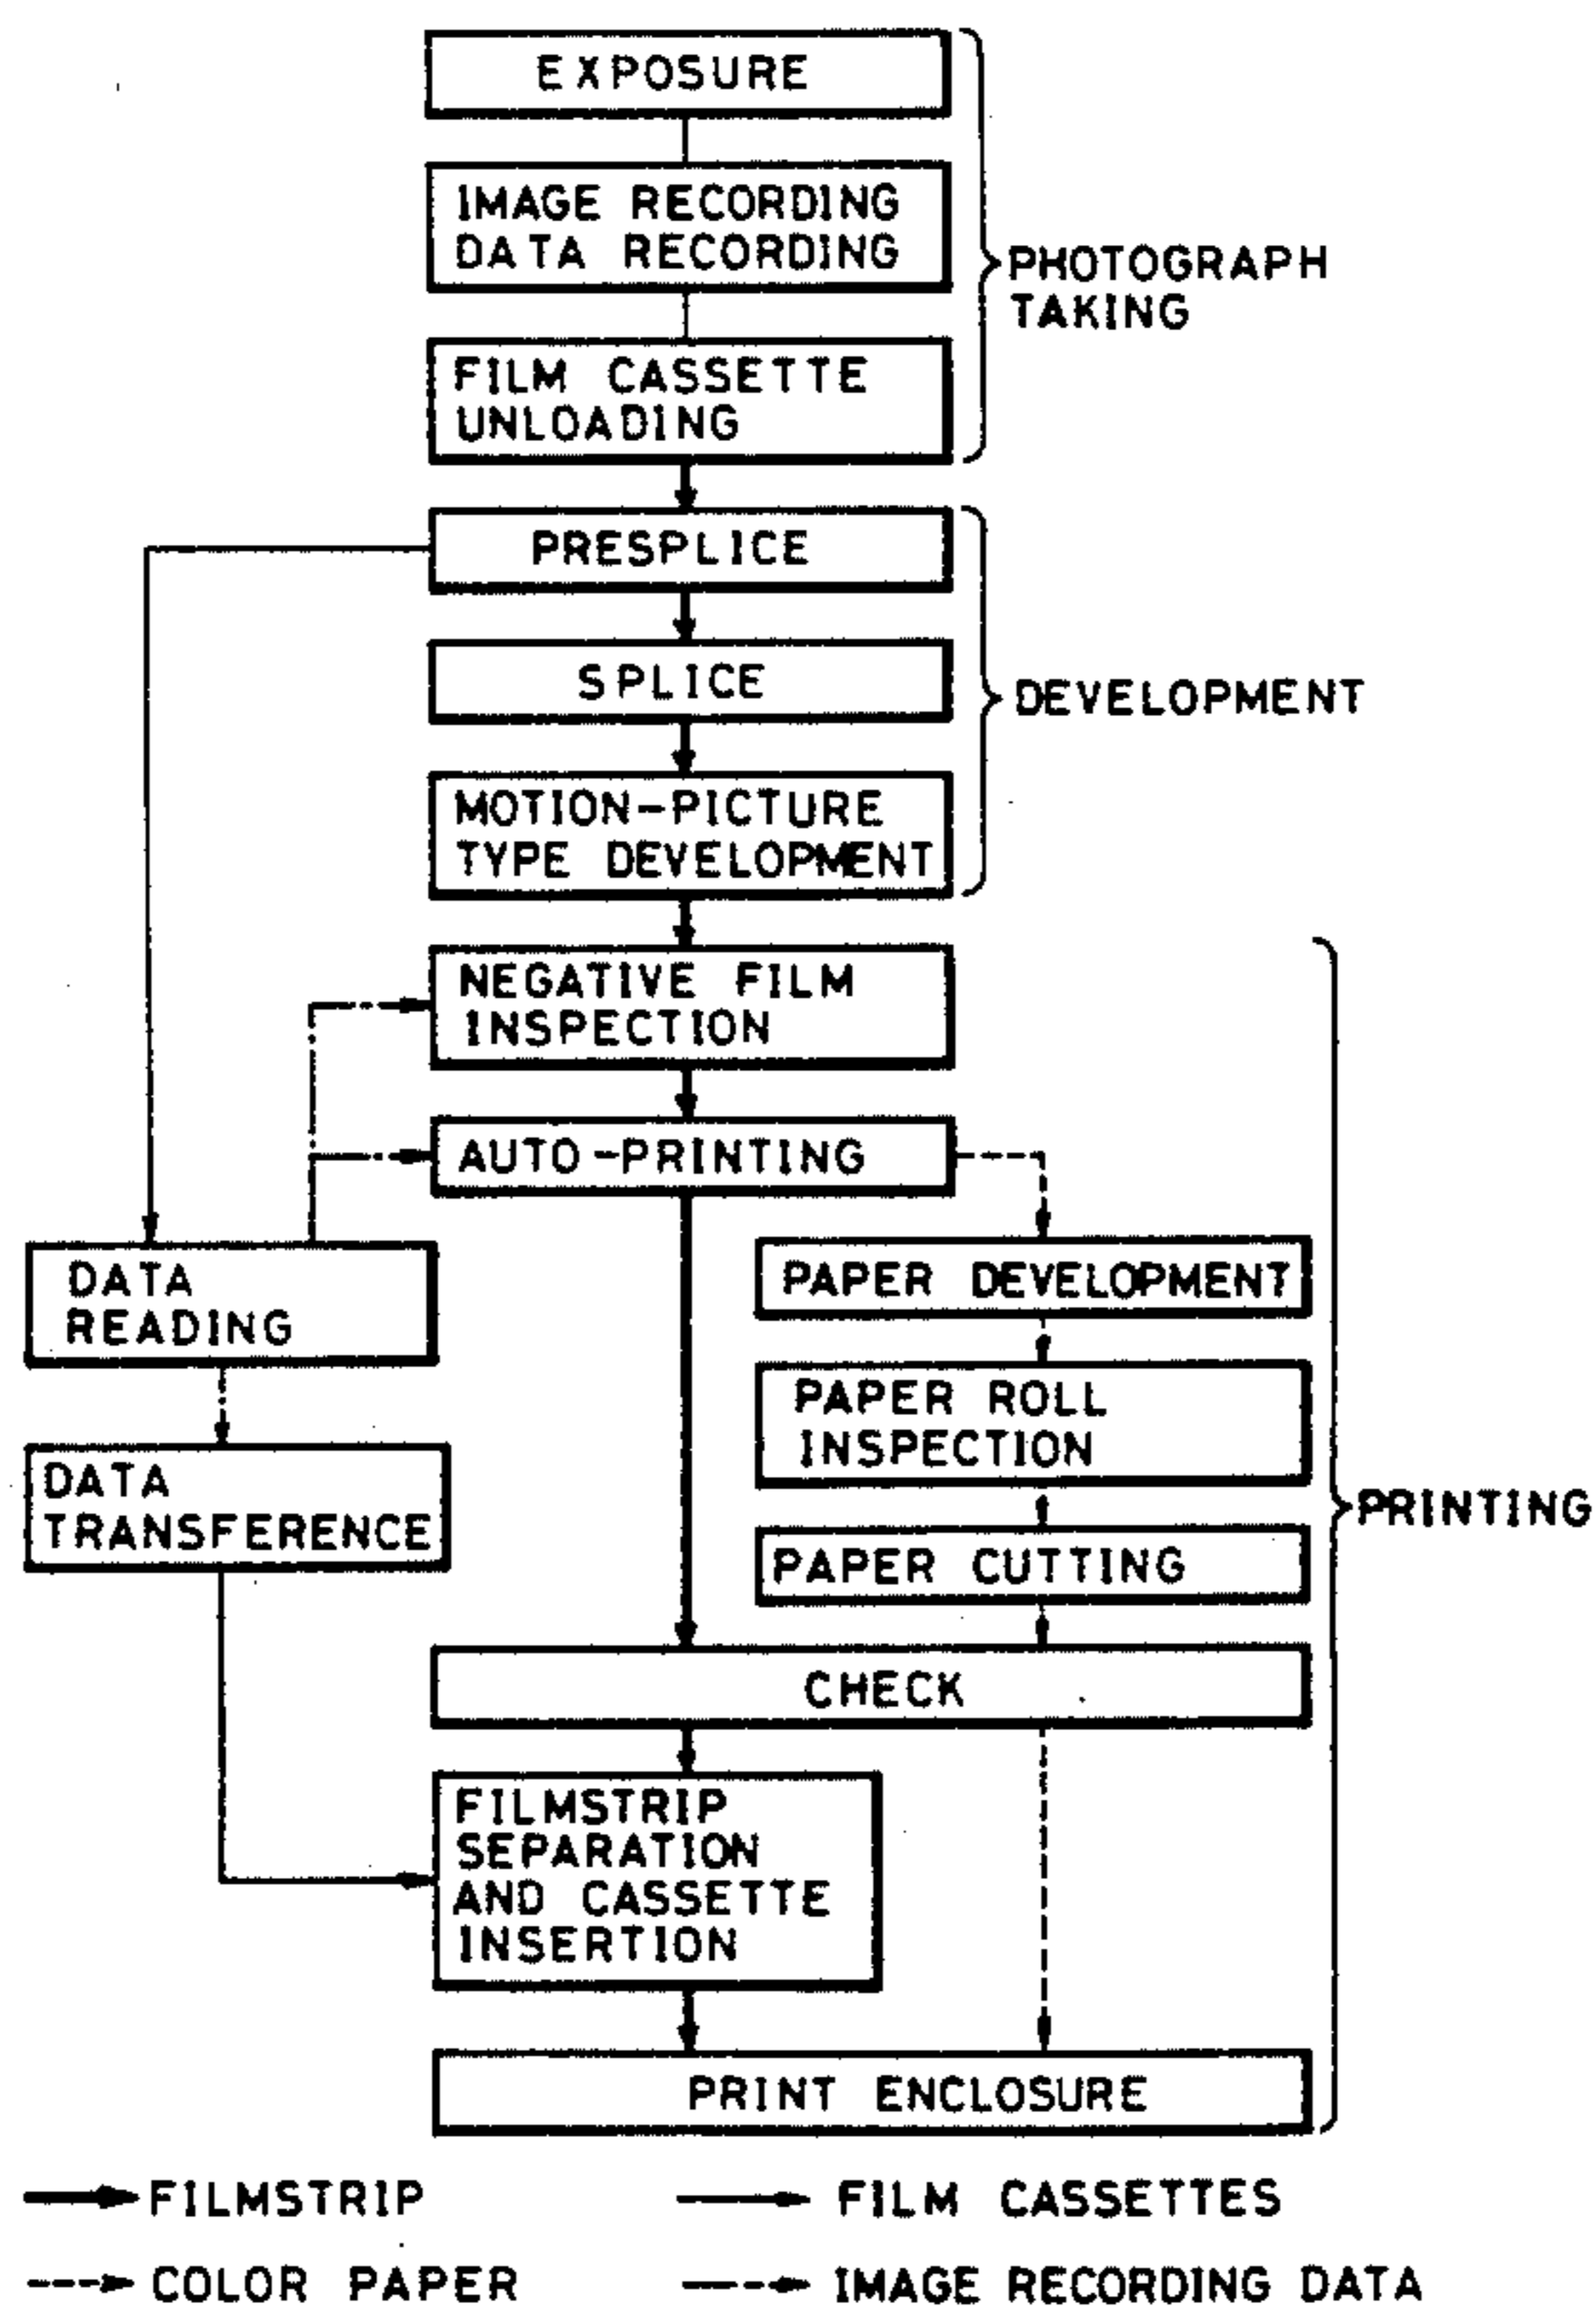 EXPOSURE
IMAGE RECORDING
DATA RECORDING
PHOTOGRAPH
TAKING
FILM CASSETTE
UNLOADING
PRESPLICE
SPLICE
DEVELOPMENT
MOTION-PICTURE
TYPE DEVELOPMENT
NEGATIVE FILM
INSPECTION
AUTO-PRINTING
DATA
READING
PAPER DEVELOPMENT
PAPER ROLL
INSPECTION
DATA
TRANSFERENCE
PRINTING
PAPER CUTTING
CHECK
FILMSTRIP
SEPARATION
AND CASSETTE
INSERTION
PRINT ENCLOSURE
FILMSTRIP
FILM CASSETTES
COLOR PAPER
IMAGE RECORDING DATA